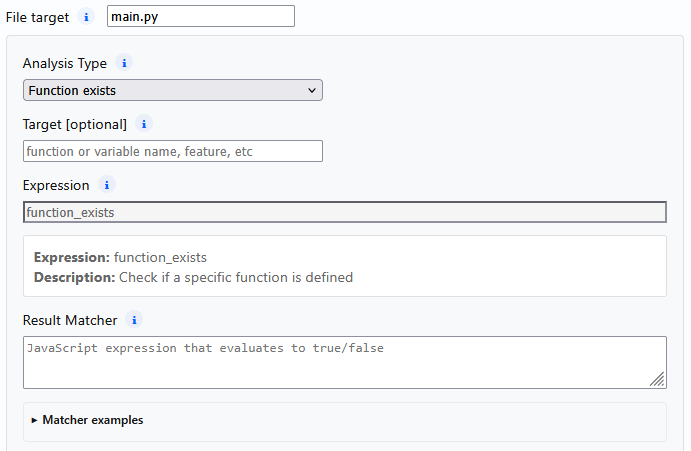 File target i main.py
Analysis Type i
Function exists
Target [optional] i
function or variable name, feature, etc
Expression i
function_exists
Expression: function_exists
Description: Check if a specific function is defined
Result Matcher i
JavaScript expression that evaluates to true/false
▸ Matcher examples